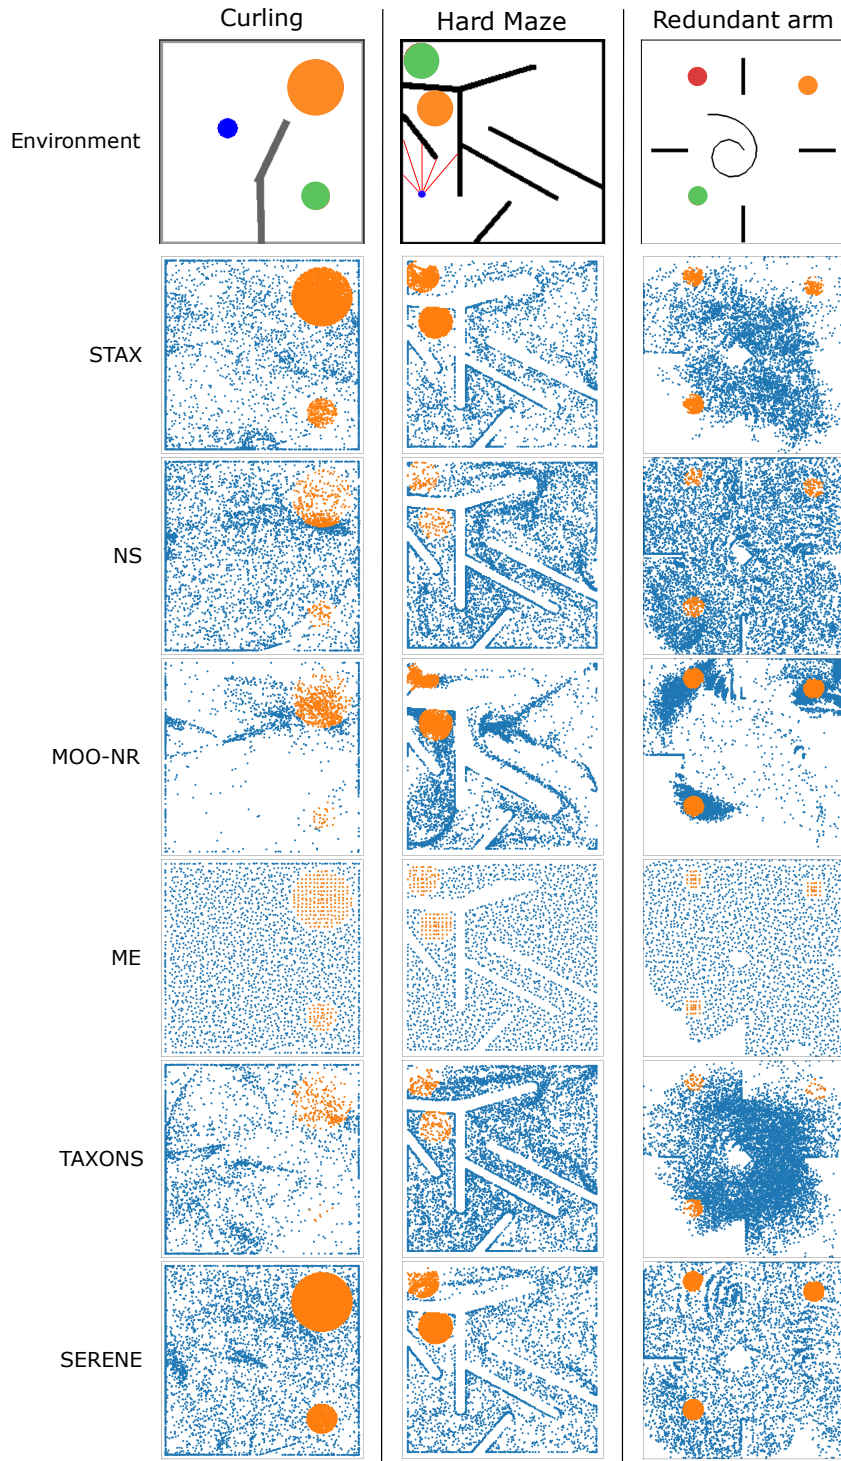 Curling Hard Maze Redundant arm
Environment
STAX
NS
MOO-NR
ME
TAXONS
SERENE